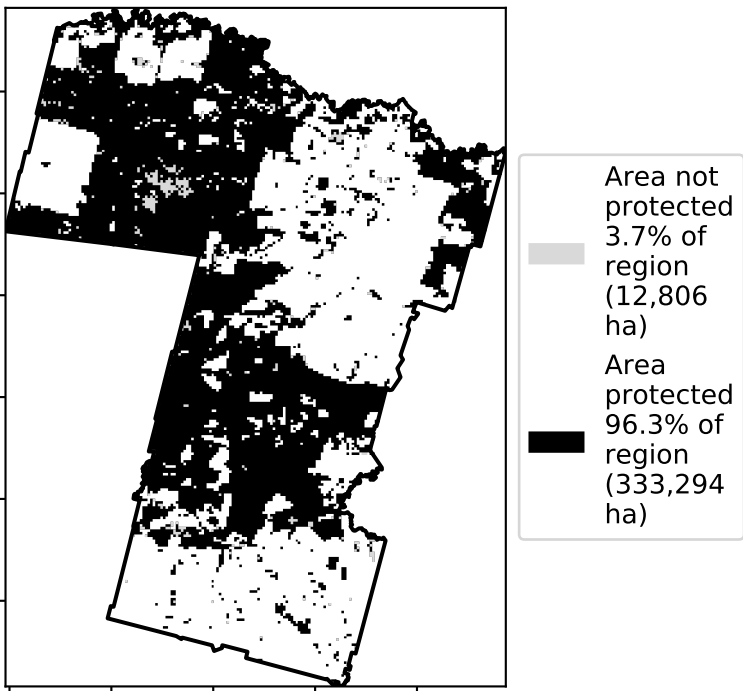 Area not
protected
3.7% of
region
(12,806
ha)
Area
protected
96.3% of
region
(333,294
ha)